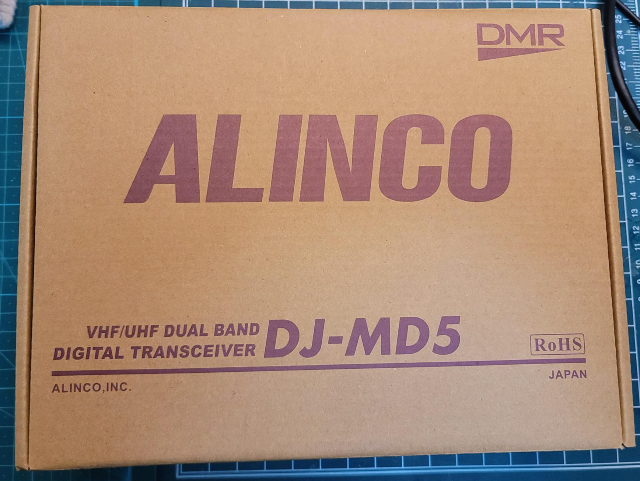 DMR
ALINCO
VHF/UHF DUAL BAND
DIGITAL TRANSCEIVER DJ-MD5
RoHS
ALINCO,INC.
JAPAN